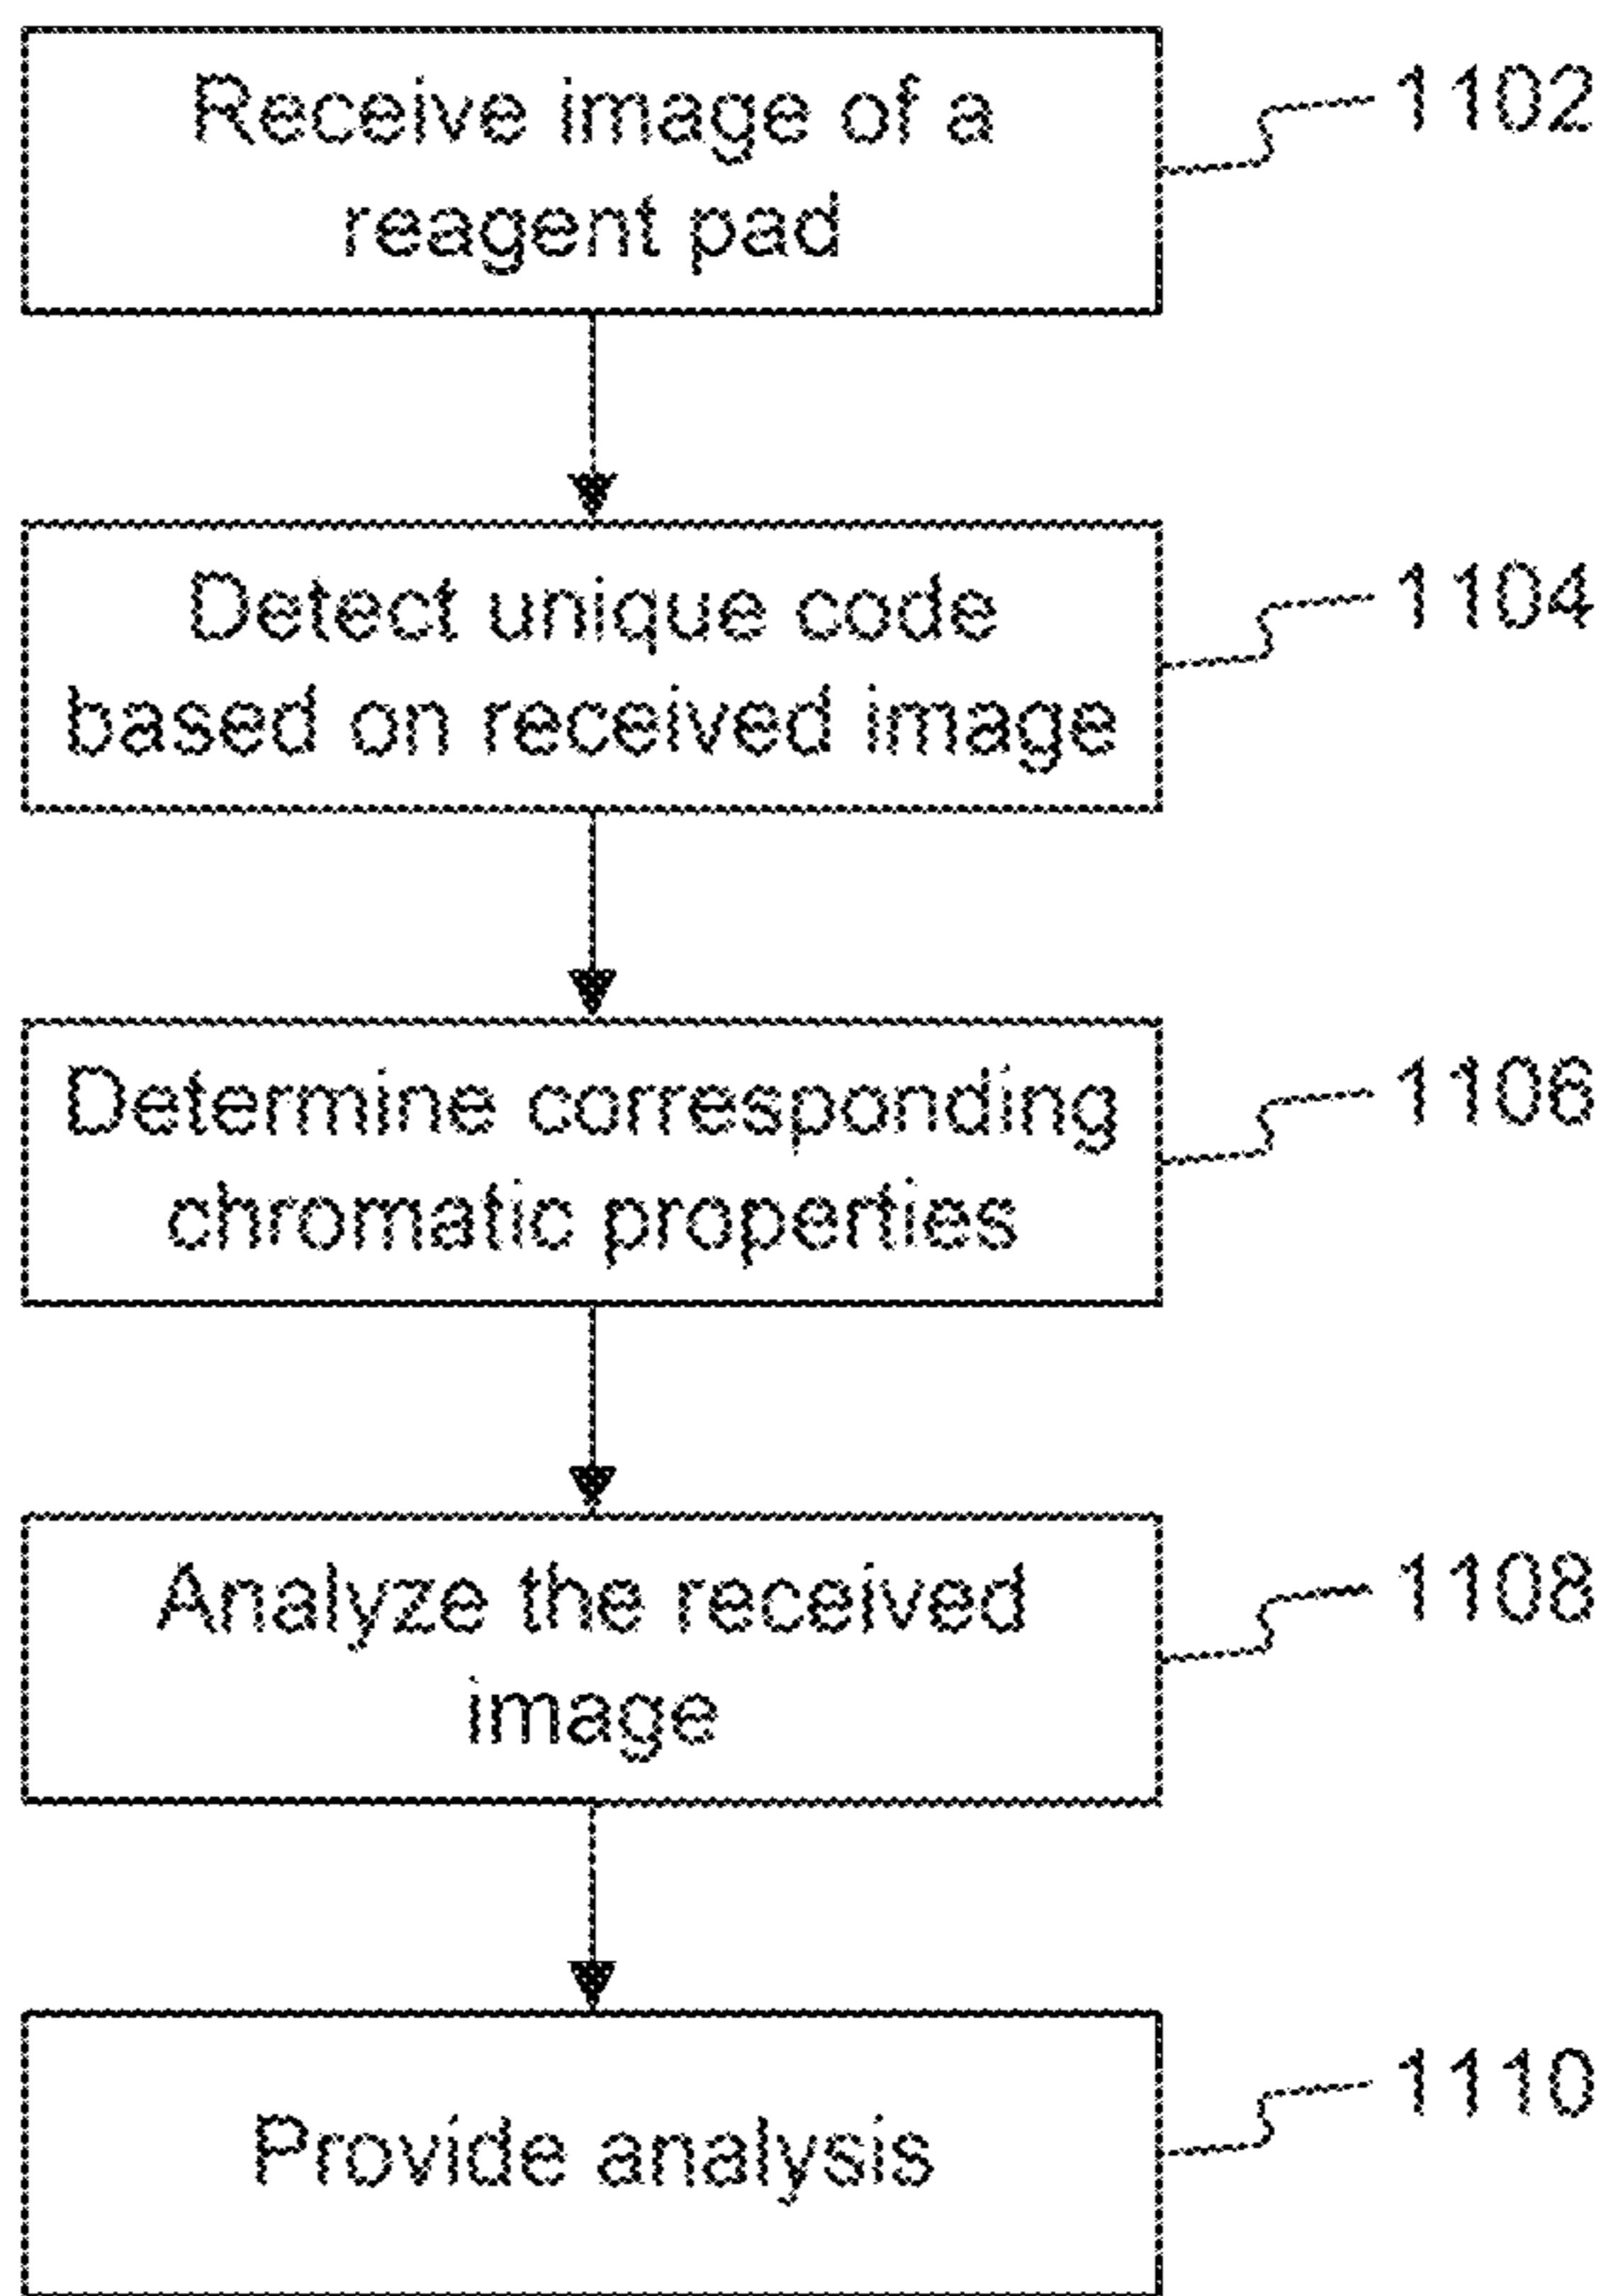 Receive image of a
reagent pad
1102
Detect unique code
based on received image
1104
Determine corresponding
chromatic properties
1106
Analyze the received
image
1108
Provide analysis
1110